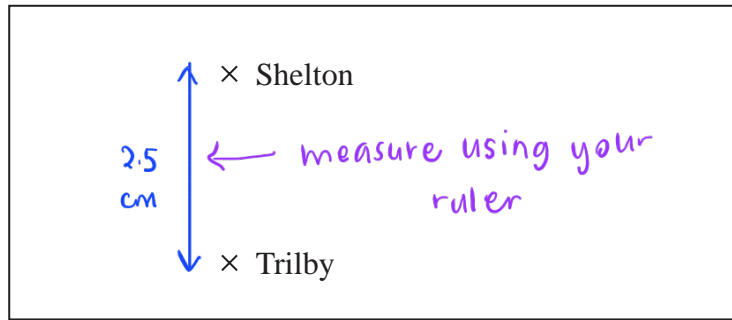 × Shelton
2.5
cm
measure using your
ruler
× Trilby